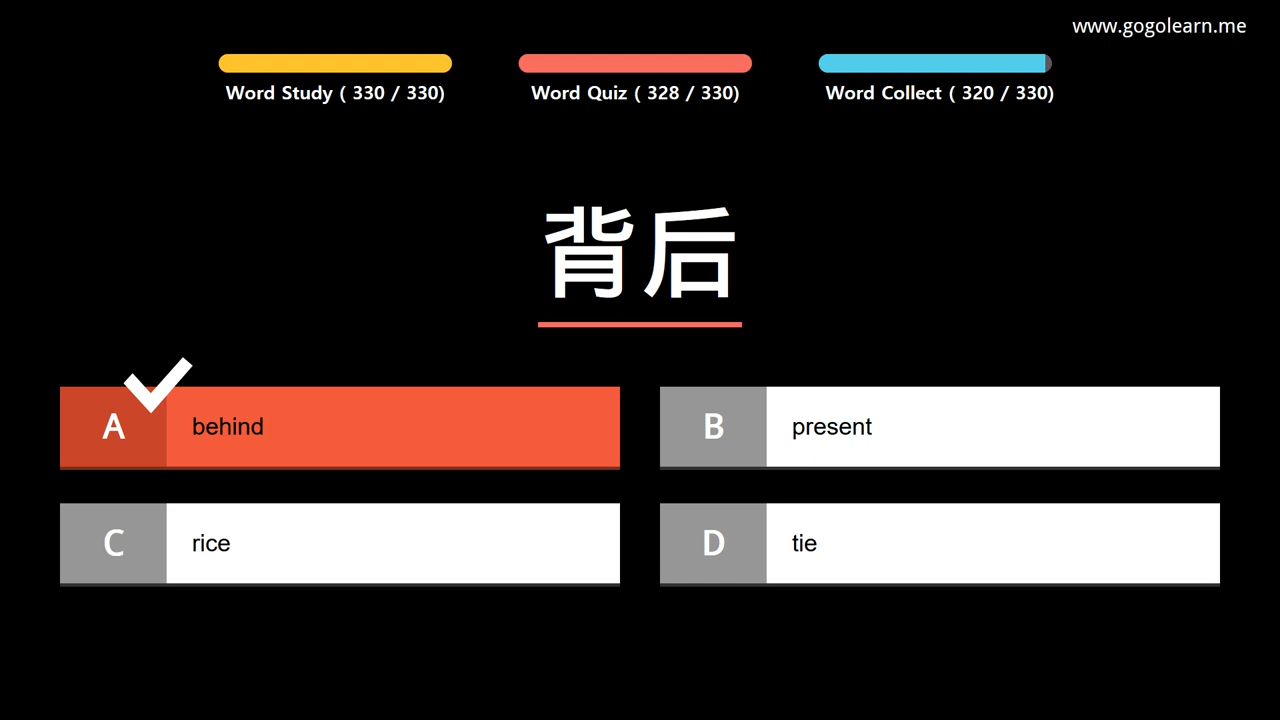 www.gogolearn.me
Word Study ( 330 / 330)
Word Quiz ( 328 / 330)
Word Collect ( 320 / 330)
背后
A behind
B present
C rice
D tie